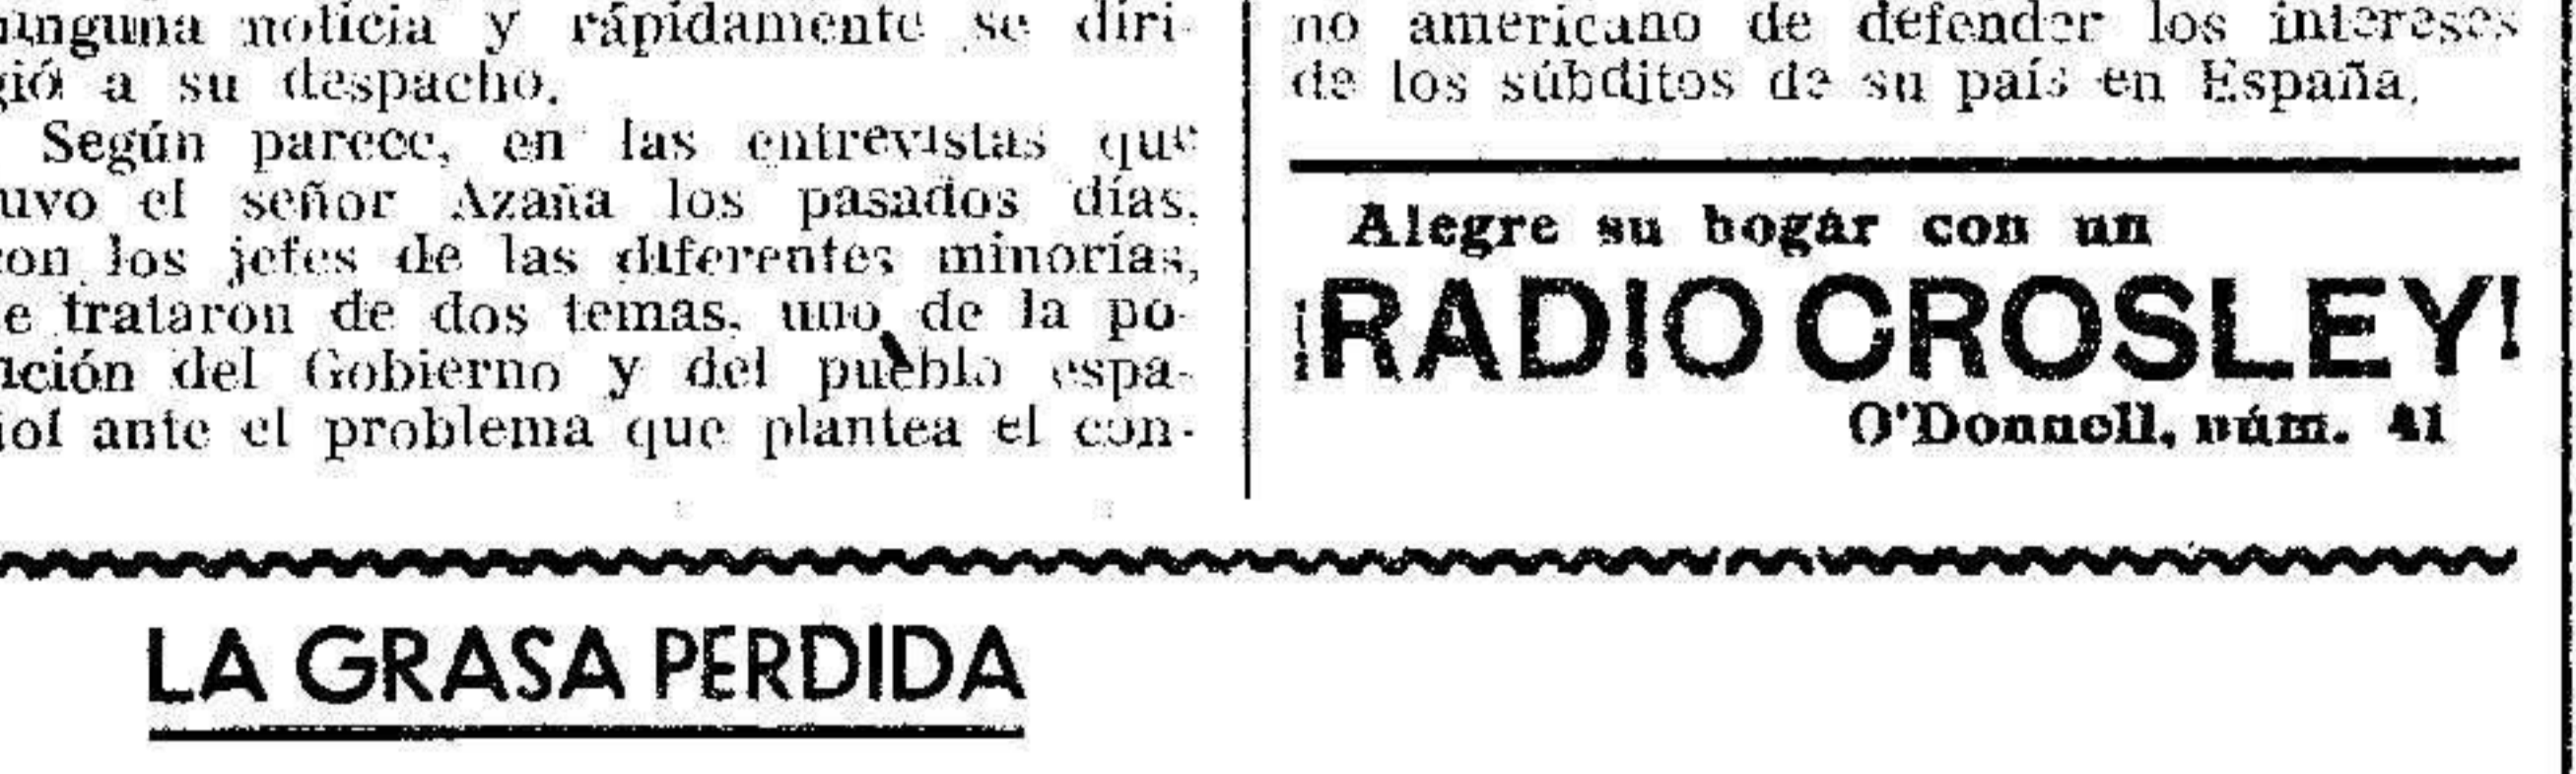 ninguna noticia y rápidamente se diri-
gió a su despacho.
Según parece, en las entrevistas que
uvo el señor Azaña los pasados días,
con los jefes de las diferentes minorías,
e trataron de dos temas, uno de la po-
ición del Gobierno y del pueblo espa-
ñol ante el problema que plantea el con-
no americano de defender los intereses
de los súbditos de su país en España.
Alegre su hogar con un
¡RADIO CROSLEY!
O'Donnell, núm. 41
LA GRASA PERDIDA